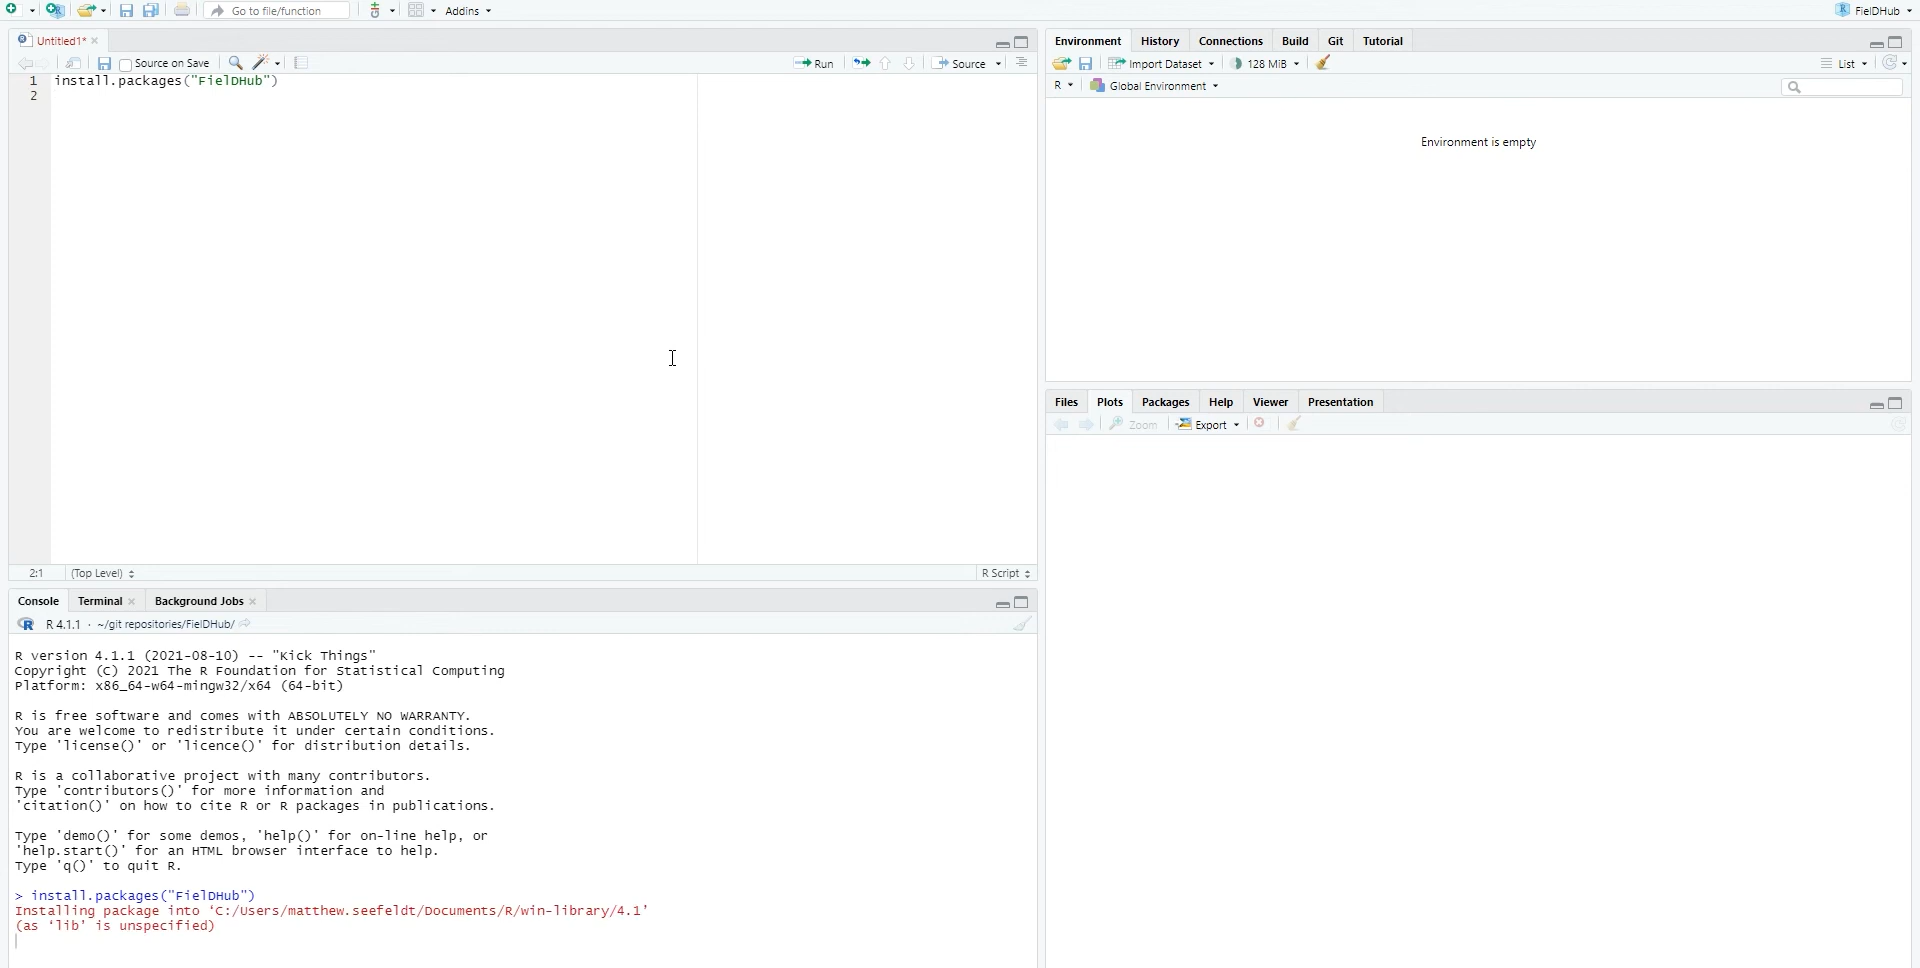 Go to file/function
Addins
FielDHub
Untitled1*
Source on Save
Run
Source
1 install.packages("FielDHub")
2
2:1
(Top Level)
R Script
Console
Terminal
Background Jobs
R 4.1.1 · ~/git repositories/FielDHub/
R version 4.1.1 (2021-08-10) -- "Kick Things"
Copyright (C) 2021 The R Foundation for Statistical Computing
Platform: x86_64-w64-mingw32/x64 (64-bit)
R is free software and comes with ABSOLUTELY NO WARRANTY.
You are welcome to redistribute it under certain conditions.
Type 'license()' or 'licence()' for distribution details.
R is a collaborative project with many contributors.
Type 'contributors()' for more information and
'citation()' on how to cite R or R packages in publications.
Type 'demo()' for some demos, 'help()' for on-line help, or
'help.start()' for an HTML browser interface to help.
Type 'q()' to quit R.
> install.packages("FielDHub")
Installing package into ‘C:/Users/matthew.seefeldt/Documents/R/win-library/4.1’
(as ‘lib’ is unspecified)
Environment
History
Connections
Build
Git
Tutorial
Import Dataset
128 MiB
List
R
Global Environment
Environment is empty
Files
Plots
Packages
Help
Viewer
Presentation
Zoom
Export